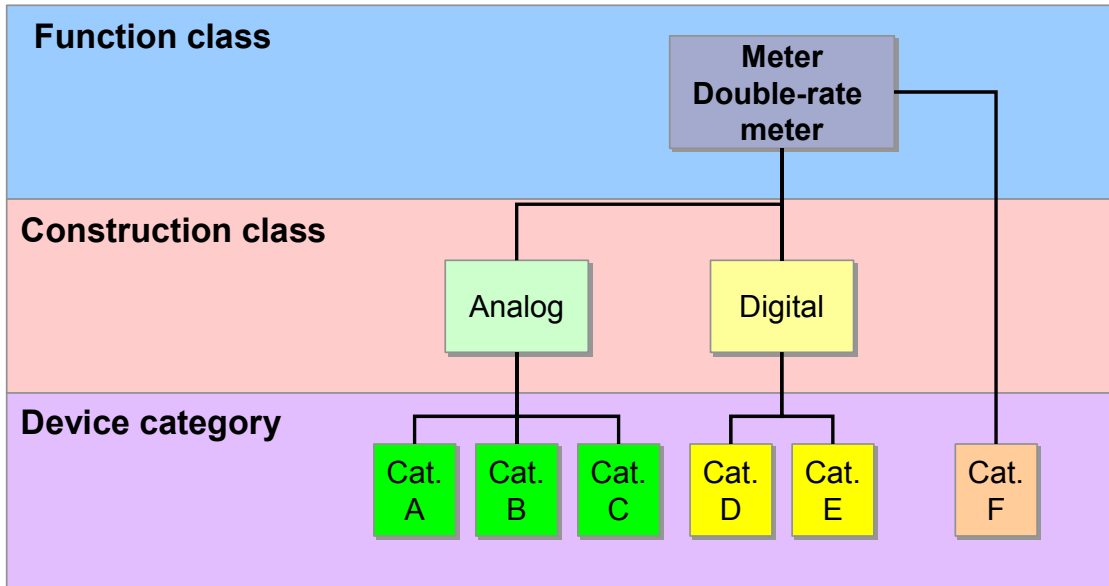 Function class
Meter
Double-rate
meter
Construction class
Analog
Digital
Device category
Cat.
A
Cat.
B
Cat.
C
Cat.
D
Cat.
E
Cat.
F